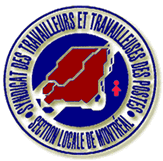 SYNDICAT DES TRAVAILLEURS ET TRAVAILLEUSES DES POSTES
SECTION LOCALE DE MONTRÉAL